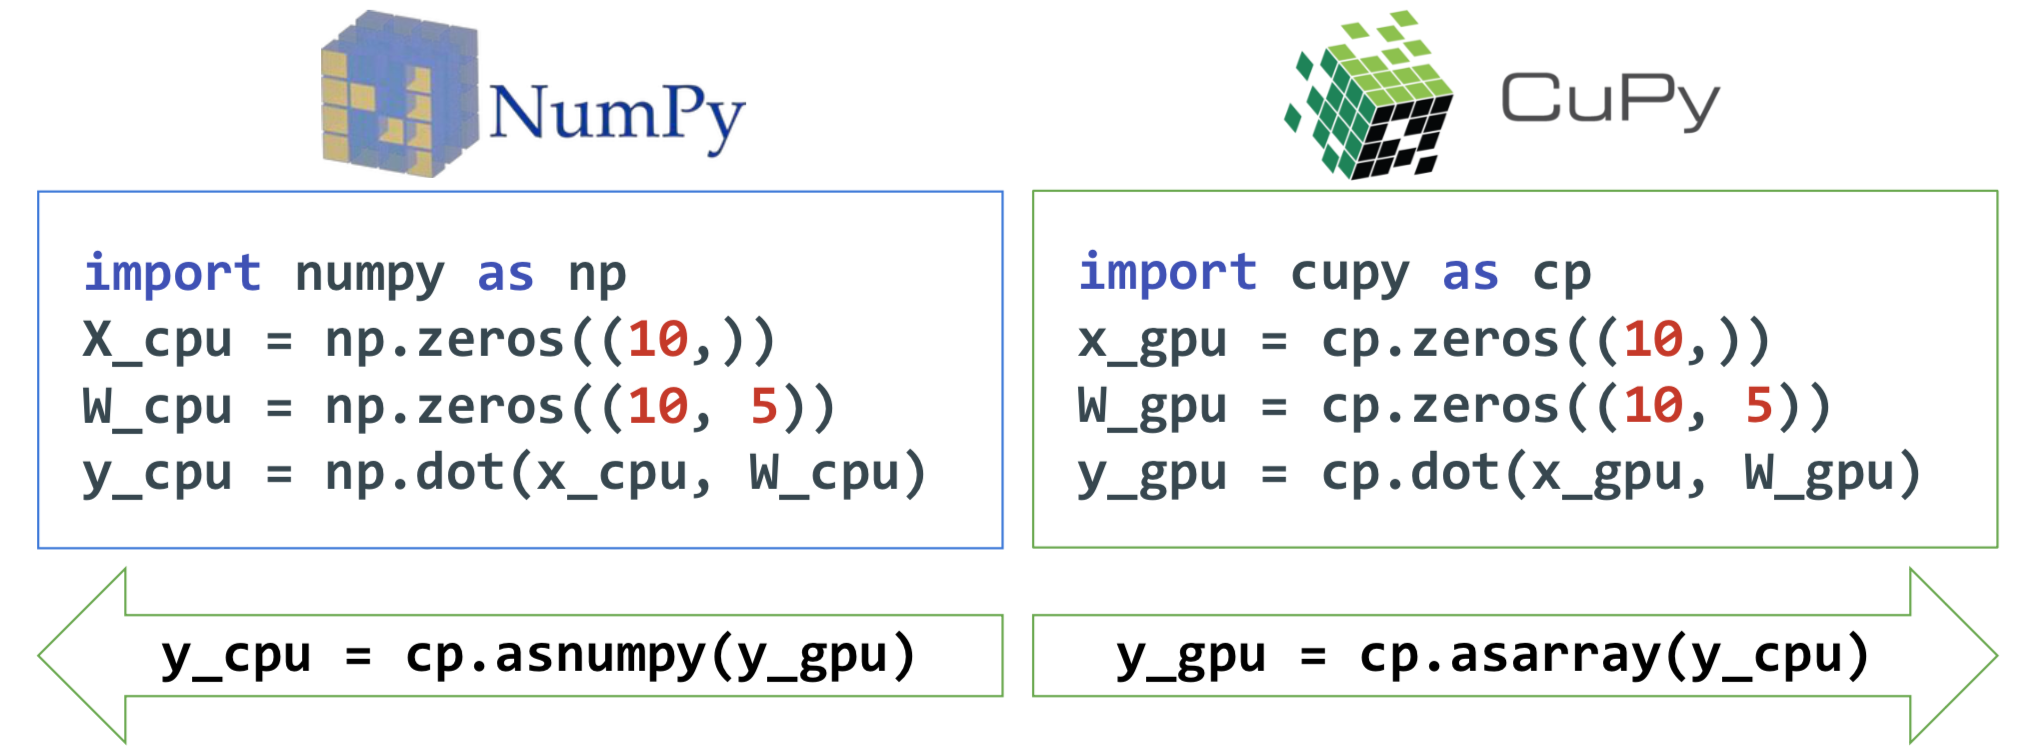 NumPy
import numpy as np
X_cpu = np.zeros((10,))
W_cpu = np.zeros((10, 5))
y_cpu = np.dot(x_cpu, W_cpu)
y_cpu = cp.asnumpy(y_gpu)
CuPy
import cupy as cp
x_gpu = cp.zeros((10,))
W_gpu = cp.zeros((10, 5))
y_gpu = cp.dot(x_gpu, W_gpu)
y_gpu = cp.asarray(y_cpu)